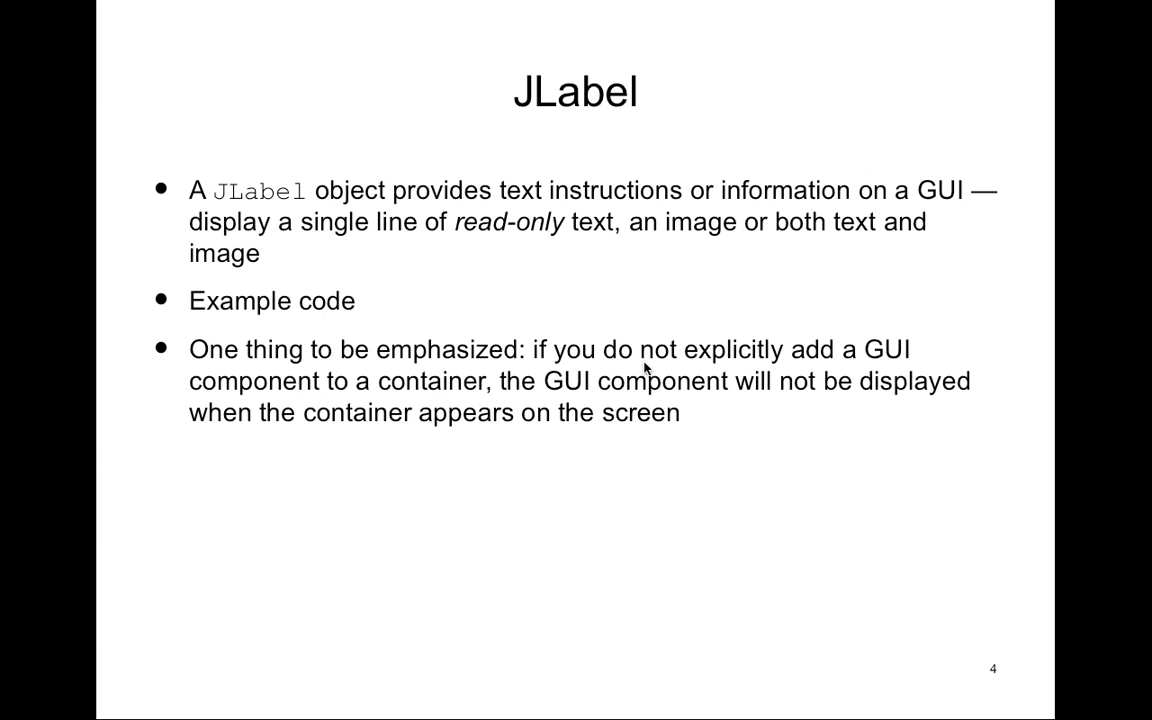 JLabel
• A JLabel object provides text instructions or information on a GUI —
display a single line of read-only text, an image or both text and
image
• Example code
• One thing to be emphasized: if you do not explicitly add a GUI
component to a container, the GUI component will not be displayed
when the container appears on the screen
4